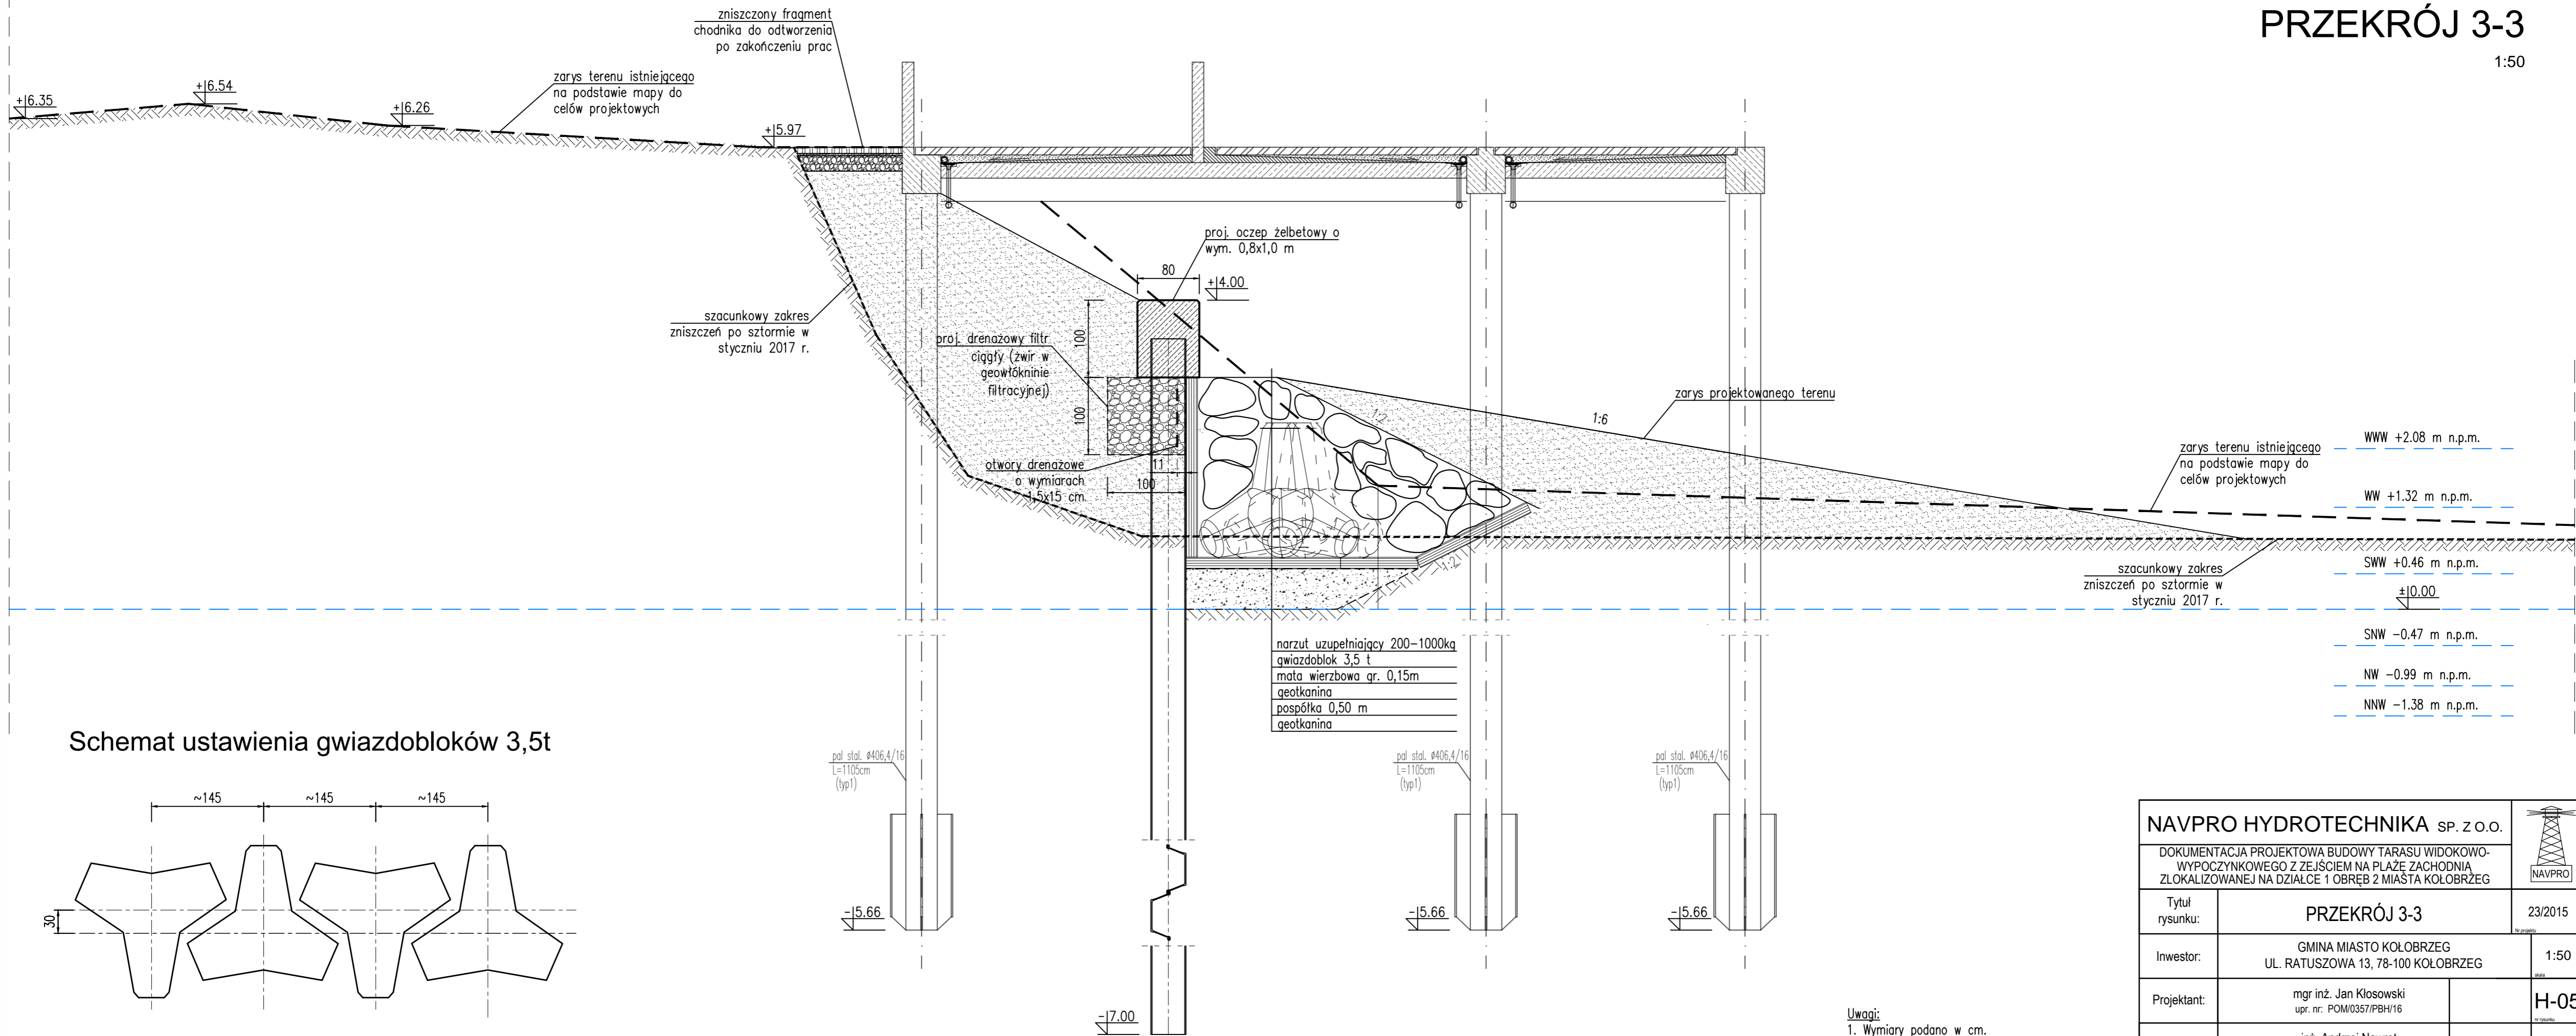 PRZEKRÓJ 3-3
1:50
zniszczony fragment
chodnika do odtworzenia
po zakończeniu prac
zarys terenu istniejącego
na podstawie mapy do
celów projektowych
+6.35
+6.54
+6.26
+5.97
proj. oczep żelbetowy o
wym. 0,8x1,0 m
80
+4.00
szacunkowy zakres
zniszczeń po sztormie w
styczniu 2017 r.
100
proj. drenażowy filtr
ciągły (żwir w
geowłókninie
filtracyjnej)
100
otwory drenażowe
o wymiarach
1,5x15 cm
11
100
1:2
1:6
zarys projektowanego terenu
zarys terenu istniejącego
na podstawie mapy do
celów projektowych
WWW +2.08 m n.p.m.
WW +1.32 m n.p.m.
SWW +0.46 m n.p.m.
±0.00
SNW -0.47 m n.p.m.
NW -0.99 m n.p.m.
NNW -1.38 m n.p.m.
szacunkowy zakres
zniszczeń po sztormie w
styczniu 2017 r.
1:2
narzut uzupełniający 200-1000kg
gwiazdoblok 3,5 t
mata wierzbowa gr. 0,15m
geotkanina
pospółka 0,50 m
geotkanina
Schemat ustawienia gwiazdobloków 3,5t
~145
~145
~145
30
pal stal. ø406,4/16
L=1105cm
(typ1)
pal stal. ø406,4/16
L=1105cm
(typ1)
pal stal. ø406,4/16
L=1105cm
(typ1)
-5.66
-5.66
-5.66
-7.00
Uwagi:
1. Wymiary podano w cm.
NAVPRO HYDROTECHNIKA SP. Z O.O.
NAVPRO
DOKUMENTACJA PROJEKTOWA BUDOWY TARASU WIDOKOWO-
WYPOCZYNKOWEGO Z ZEJŚCIEM NA PLAŻĘ ZACHODNIĄ
ZLOKALIZOWANEJ NA DZIAŁCE 1 OBRĘB 2 MIASTA KOŁOBRZEG
Tytuł
rysunku:
PRZEKRÓJ 3-3
23/2015
Nr projektu
Inwestor:
GMINA MIASTO KOŁOBRZEG
UL. RATUSZOWA 13, 78-100 KOŁOBRZEG
1:50
skala
Projektant:
mgr inż. Jan Kłosowski
upr. nr: POM/0357/PBH/16
H-05
nr rysunku